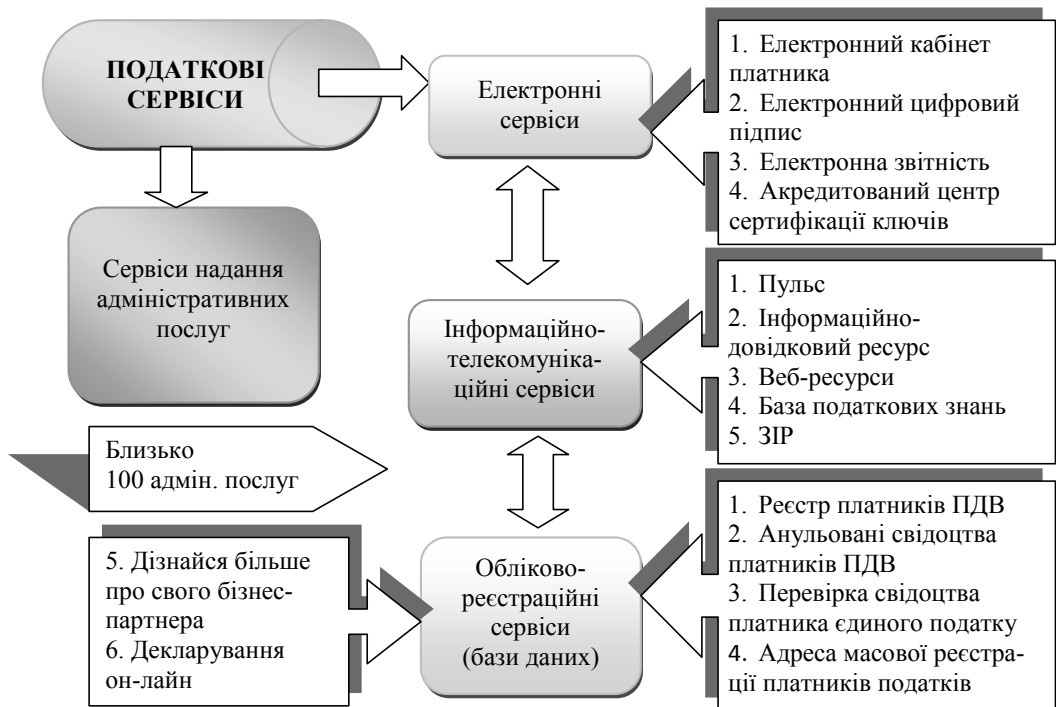 ПОДАТКОВІ
СЕРВІСИ
Електронні
сервіси
1. Електронний кабінет
платника
2. Електронний цифровий
підпис
3. Електронна звітність
4. Акредитований центр
сертифікації ключів
Сервіси надання
адміністративних
послуг
Інформаційно-
телекомуніка-
ційні сервіси
1. Пульс
2. Інформаційно-
довідковий ресурс
3. Веб-ресурси
4. База податкових знань
5. ЗІР
Близько
100 адмін. послуг
5. Дізнайся більше
про свого бізнес-
партнера
6. Декларування
он-лайн
Обліково-
реєстраційні
сервіси
(бази даних)
1. Реєстр платників ПДВ
2. Анульовані свідоцтва
платників ПДВ
3. Перевірка свідоцтва
платника єдиного податку
4. Адреса масової реєстра-
ції платників податків